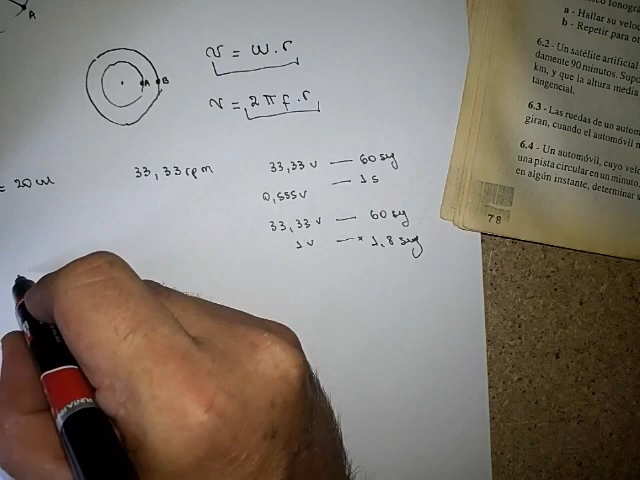 A
A B
v = w . r
v = 2 π f . r
= 20 cm
33,33 rpm
33,33 v — 60 sg
0,555 v — 1 s
33,33 v — 60 sg
1 v — x 1,8 seg
a - Hallar su veloc
b - Repetir para ot
6.2 - Un satélite artificial
damente 90 minutos. Supo
km, y que la altura media
tangencial.
6.3 - Las ruedas de un autom
giran, cuando el automóvil m
6.4 - Un automóvil, cuyo velo
una pista circular en un minuto
en algún instante, determinar s
78